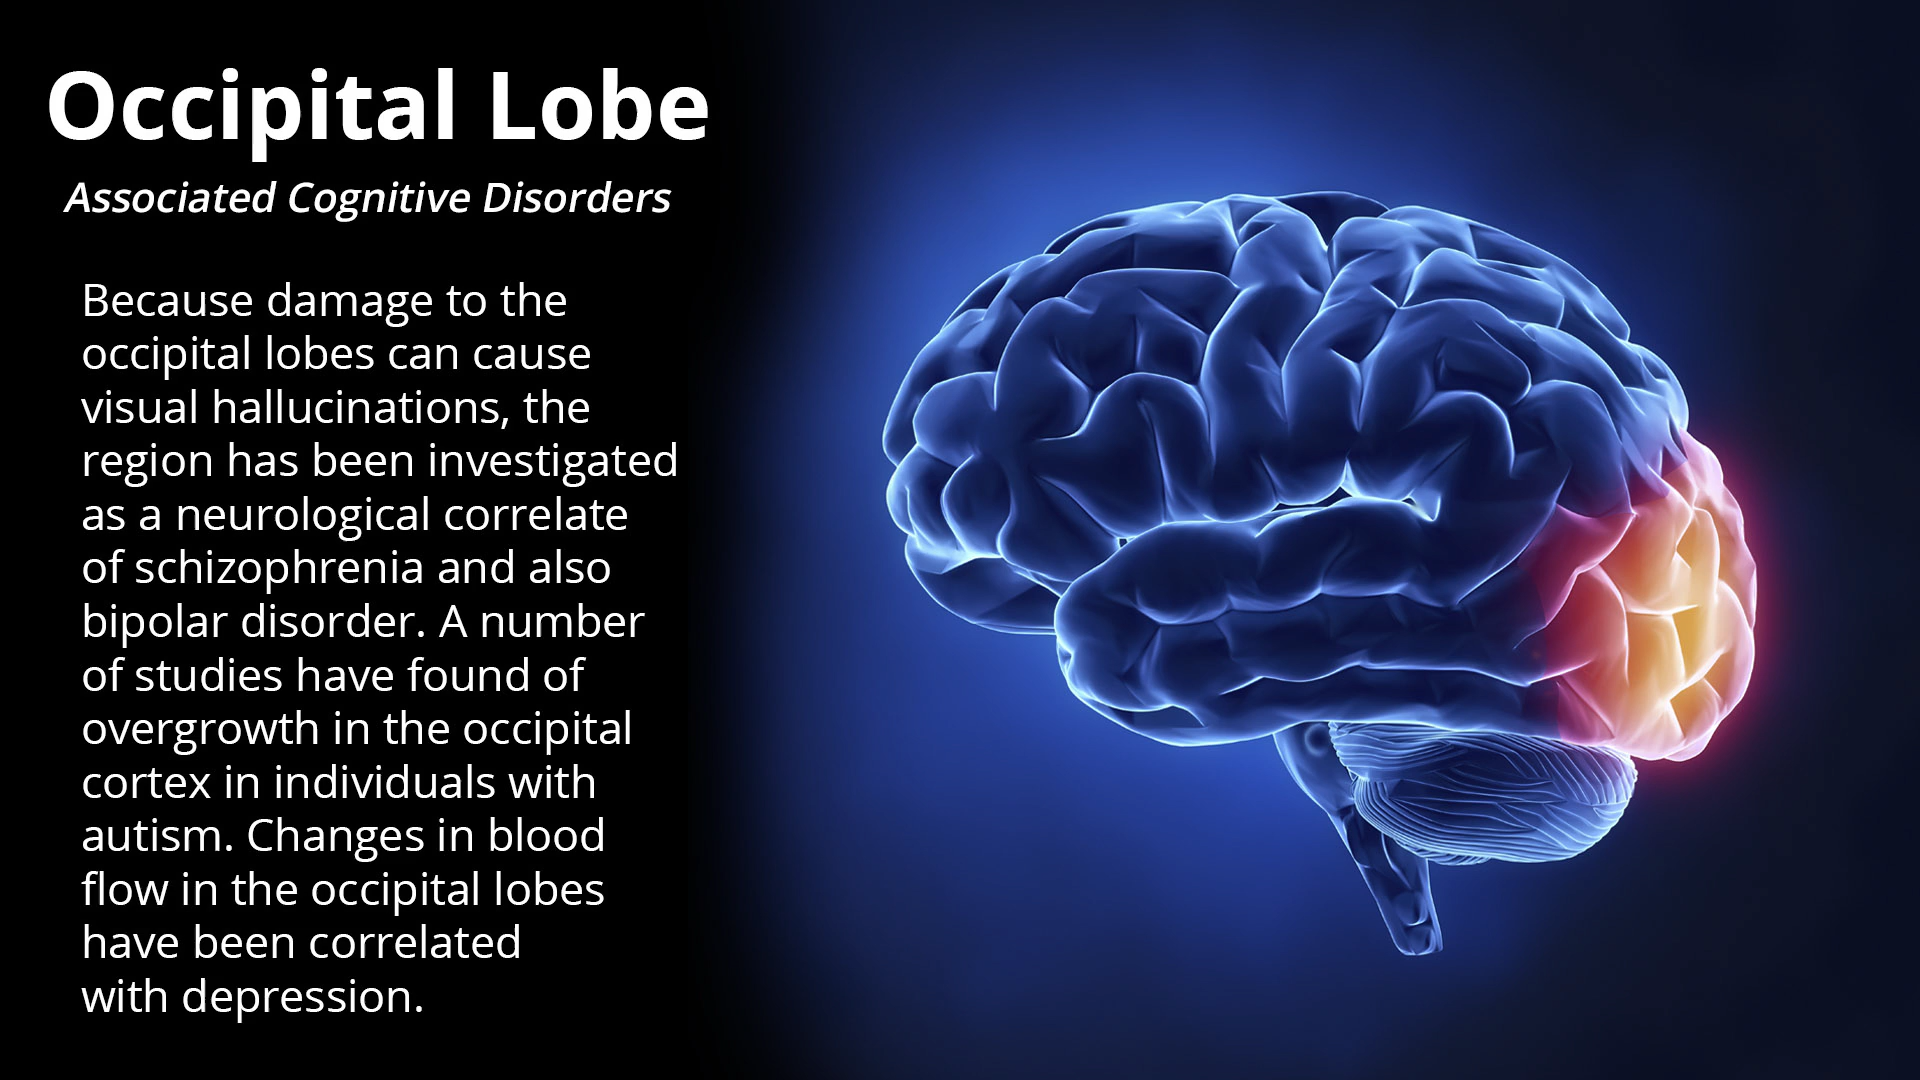 Occipital Lobe
Associated Cognitive Disorders
Because damage to the
occipital lobes can cause
visual hallucinations, the
region has been investigated
as a neurological correlate
of schizophrenia and also
bipolar disorder. A number
of studies have found of
overgrowth in the occipital
cortex in individuals with
autism. Changes in blood
flow in the occipital lobes
have been correlated
with depression.